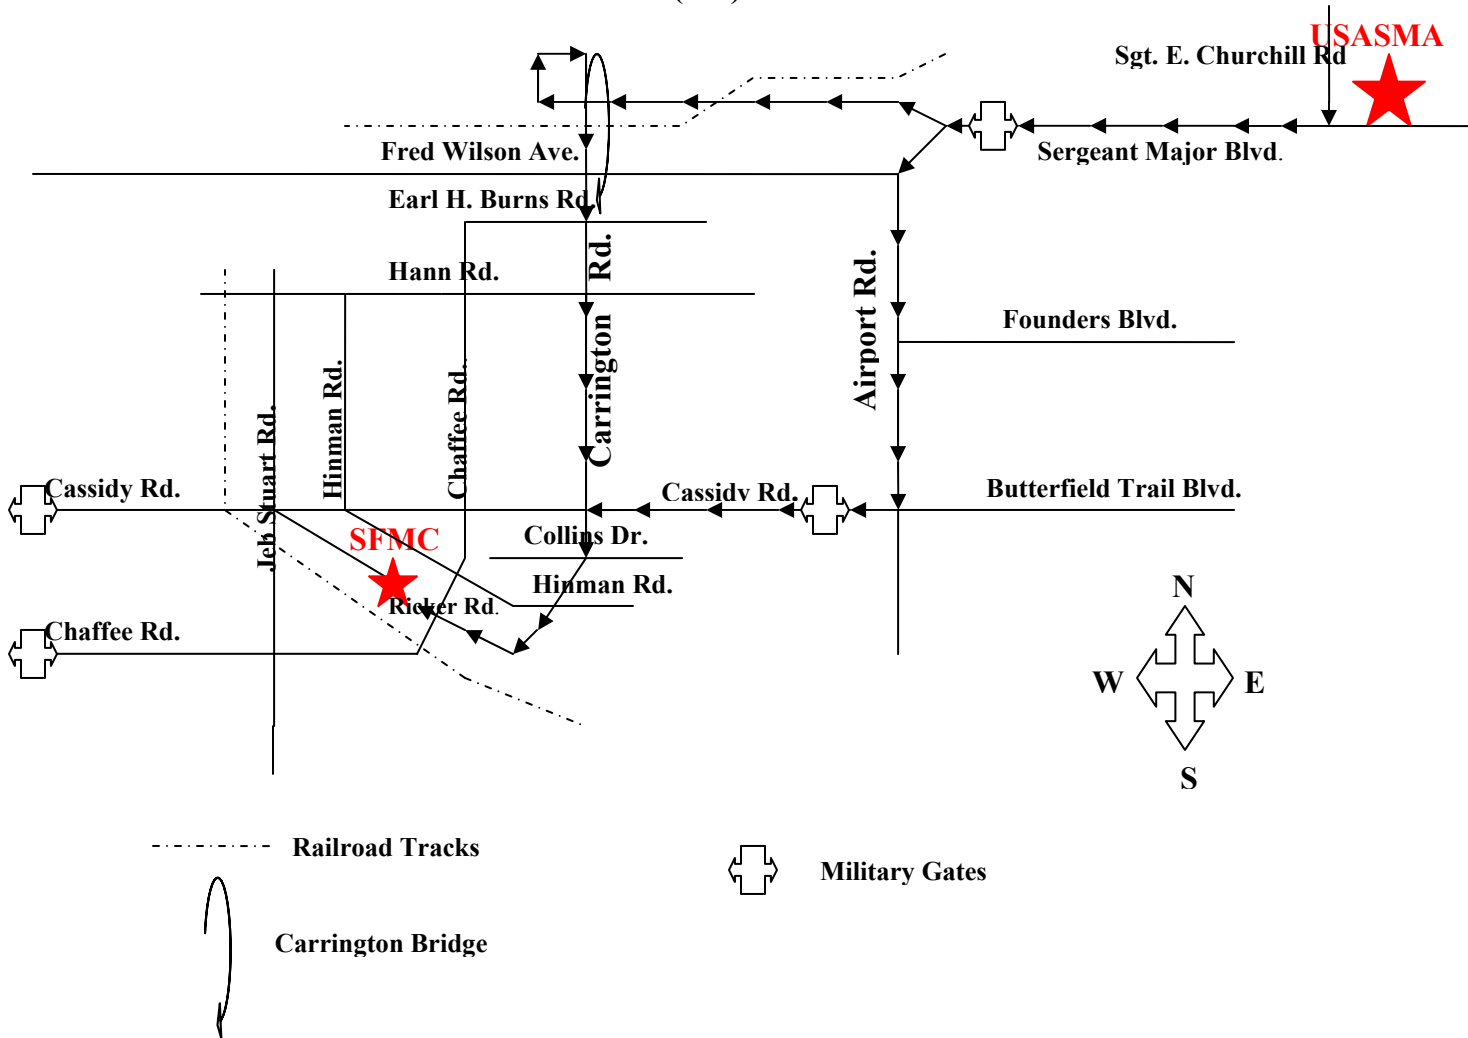 USASMA
Sgt. E. Churchill Rd
Fred Wilson Ave.
Sergeant Major Blvd.
Earl H. Burns Rd.
Hann Rd.
Carrington Rd.
Airport Rd.
Founders Blvd.
Jeb Stuart Rd.
Hinman Rd.
Chaffee Rd.
Cassidy Rd.
Cassidy Rd.
Butterfield Trail Blvd.
SFMC
Collins Dr.
Hinman Rd.
Ricker Rd.
Chaffee Rd.
N
W
E
S
Railroad Tracks
Military Gates
Carrington Bridge